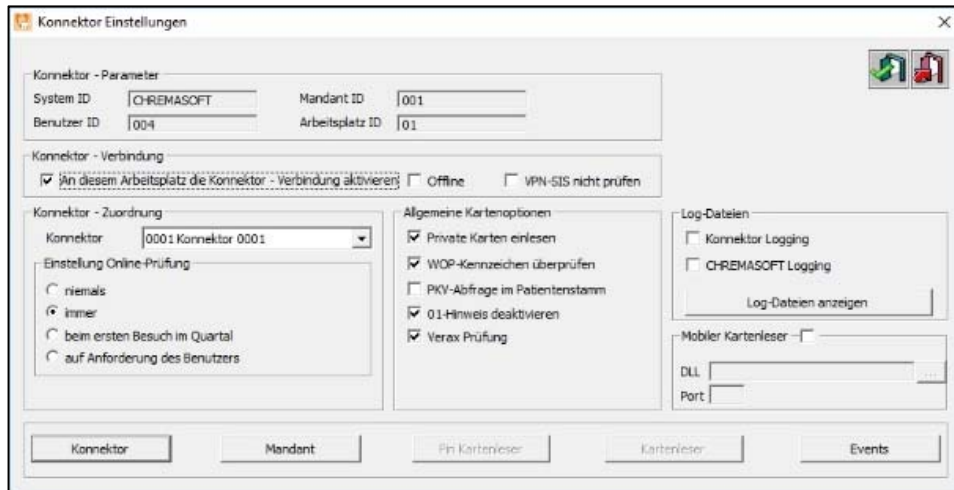 Konnektor Einstellungen
Konnektor - Parameter
System ID CHREMASOFT Mandant ID 001
Benutzer ID 004 Arbeitsplatz ID 01
Konnektor - Verbindung
An diesem Arbeitsplatz die Konnektor - Verbindung aktivieren Offline VPN-SIS nicht prüfen
Konnektor - Zuordnung
Konnektor 0001 Konnektor 0001
Einstellung Online-Prüfung
niemals
immer
beim ersten Besuch im Quartal
auf Anforderung des Benutzers
Allgemeine Kartenoptionen
Private Karten einlesen
WOP-Kennzeichen überprüfen
PKV-Abfrage im Patientenstamm
01-Hinweis deaktivieren
Verax Prüfung
Log-Dateien
Konnektor Logging
CHREMASOFT Logging
Log-Dateien anzeigen
Mobiler Kartenleser
DLL ...
Port
Konnektor Mandant Pin Kartenleser Kartenleser Events